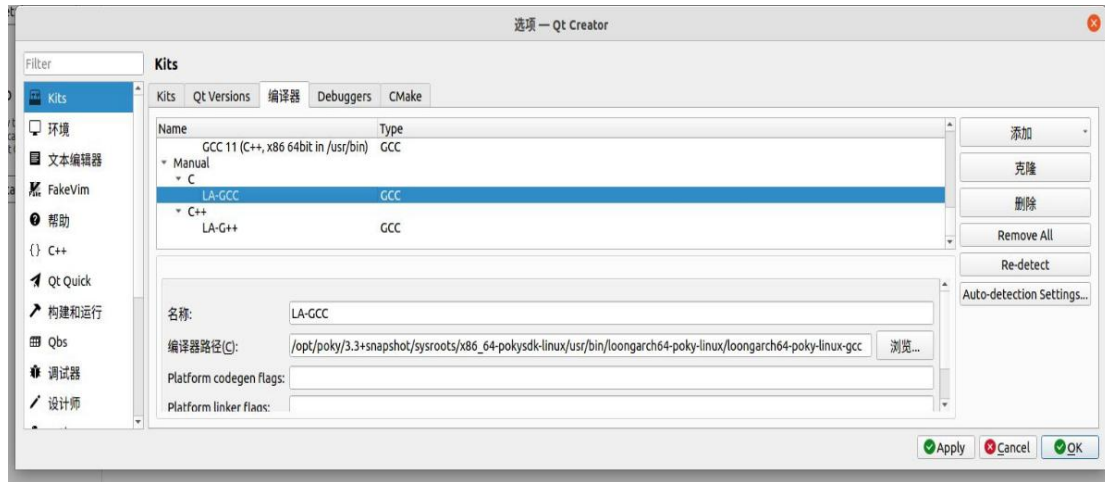 选项 — Qt Creator
Filter
Kits
环境
文本编辑器
FakeVim
帮助
{} C++
Qt Quick
构建和运行
Qbs
调试器
设计师
Kits
Kits Qt Versions 编译器 Debuggers CMake
Name Type
GCC 11 (C++, x86 64bit in /usr/bin) GCC
Manual
C
LA-GCC GCC
C++
LA-G++ GCC
名称: LA-GCC
编译器路径(C): /opt/poky/3.3+snapshot/sysroots/x86_64-pokysdk-linux/usr/bin/loongarch64-poky-linux/loongarch64-poky-linux-gcc 浏览...
Platform codegen flags:
Platform linker flags:
添加
克隆
删除
Remove All
Re-detect
Auto-detection Settings...
Apply Cancel OK